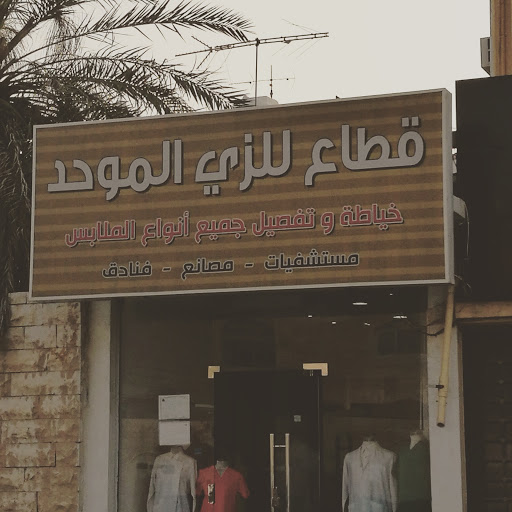 قطاع للزي الموحد
خياطة و تفصيل جميع أنواع الملابس
مستشفيات - مصانع - فنادق